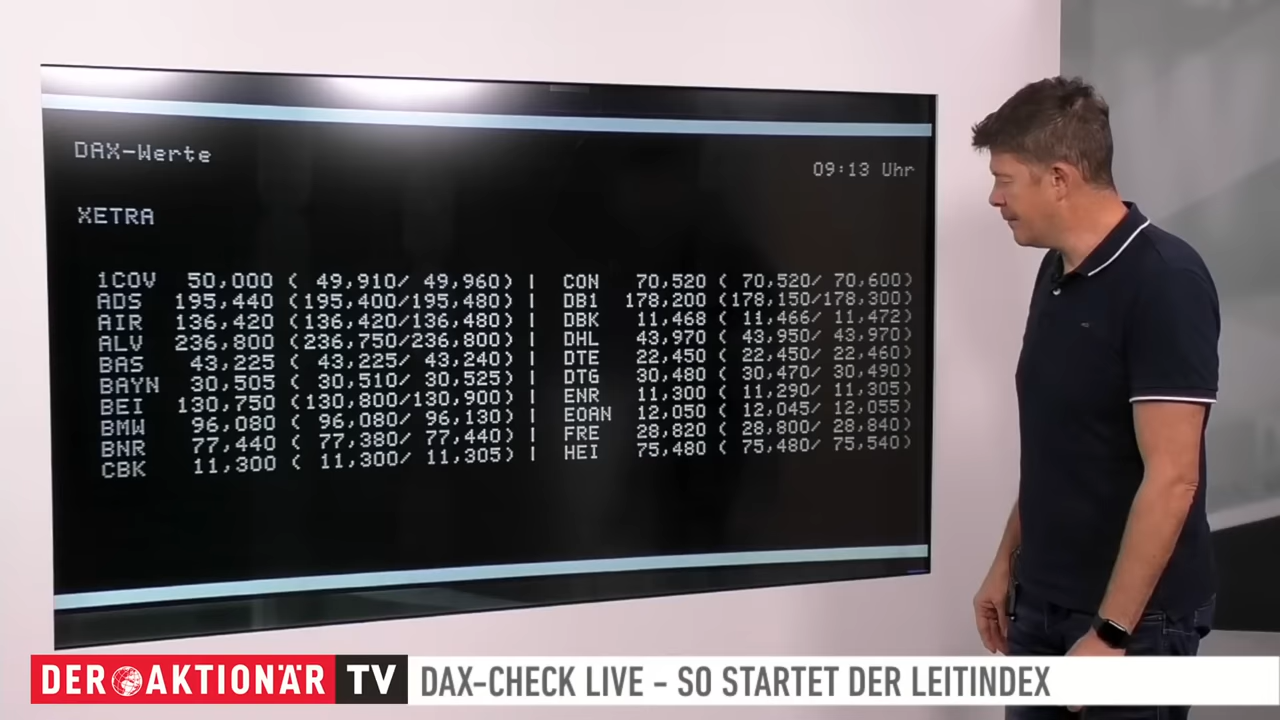 DAX-Werte
09:13 Uhr
XETRA
1COV 50,000 ( 49,910/ 49,960) | CON 70,520 ( 70,520/ 70,600)
ADS 195,440 (195,400/195,480) | DB1 178,200 (178,150/178,300)
AIR 136,420 (136,420/136,480) | DBK 11,468 ( 11,466/ 11,472)
ALV 236,800 (236,750/236,800) | DHL 43,970 ( 43,950/ 43,970)
BAS 43,225 ( 43,225/ 43,240) | DTE 22,450 ( 22,450/ 22,460)
BAYN 30,505 ( 30,510/ 30,525) | DTG 30,480 ( 30,470/ 30,490)
BEI 130,750 (130,800/130,900) | ENR 11,300 ( 11,290/ 11,305)
BMW 96,080 ( 96,080/ 96,130) | EOAN 12,050 ( 12,045/ 12,055)
BNR 77,440 ( 77,380/ 77,440) | FRE 28,820 ( 28,800/ 28,840)
CBK 11,300 ( 11,300/ 11,305) | HEI 75,480 ( 75,480/ 75,540)
DER AKTIONÄR TV DAX-CHECK LIVE - SO STARTET DER LEITINDEX